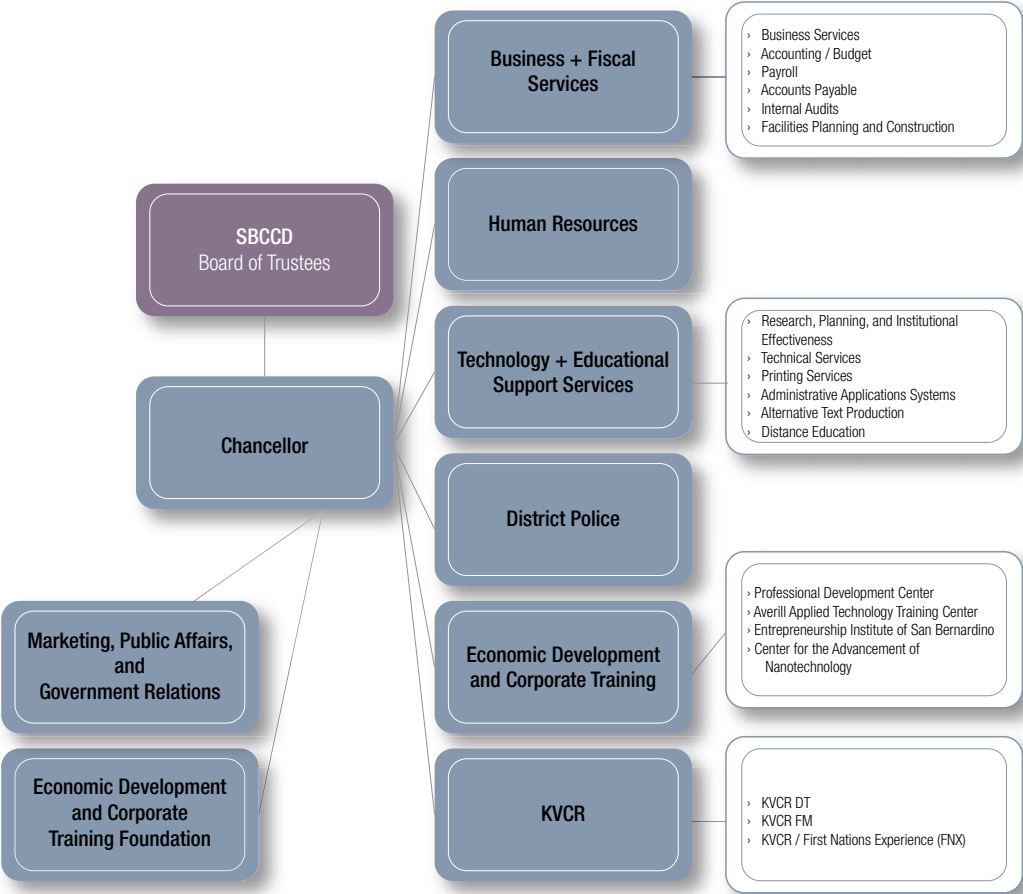 SBCCD
Board of Trustees
Chancellor
Marketing, Public Affairs,
and
Government Relations
Economic Development
and Corporate
Training Foundation
Business + Fiscal
Services
› Business Services
› Accounting / Budget
› Payroll
› Accounts Payable
› Internal Audits
› Facilities Planning and Construction
Human Resources
Technology + Educational
Support Services
› Research, Planning, and Institutional
Effectiveness
› Technical Services
› Printing Services
› Administrative Applications Systems
› Alternative Text Production
› Distance Education
District Police
Economic Development
and Corporate Training
› Professional Development Center
› Averill Applied Technology Training Center
› Entrepreneurship Institute of San Bernardino
› Center for the Advancement of
Nanotechnology
KVCR
› KVCR DT
› KVCR FM
› KVCR / First Nations Experience (FNX)